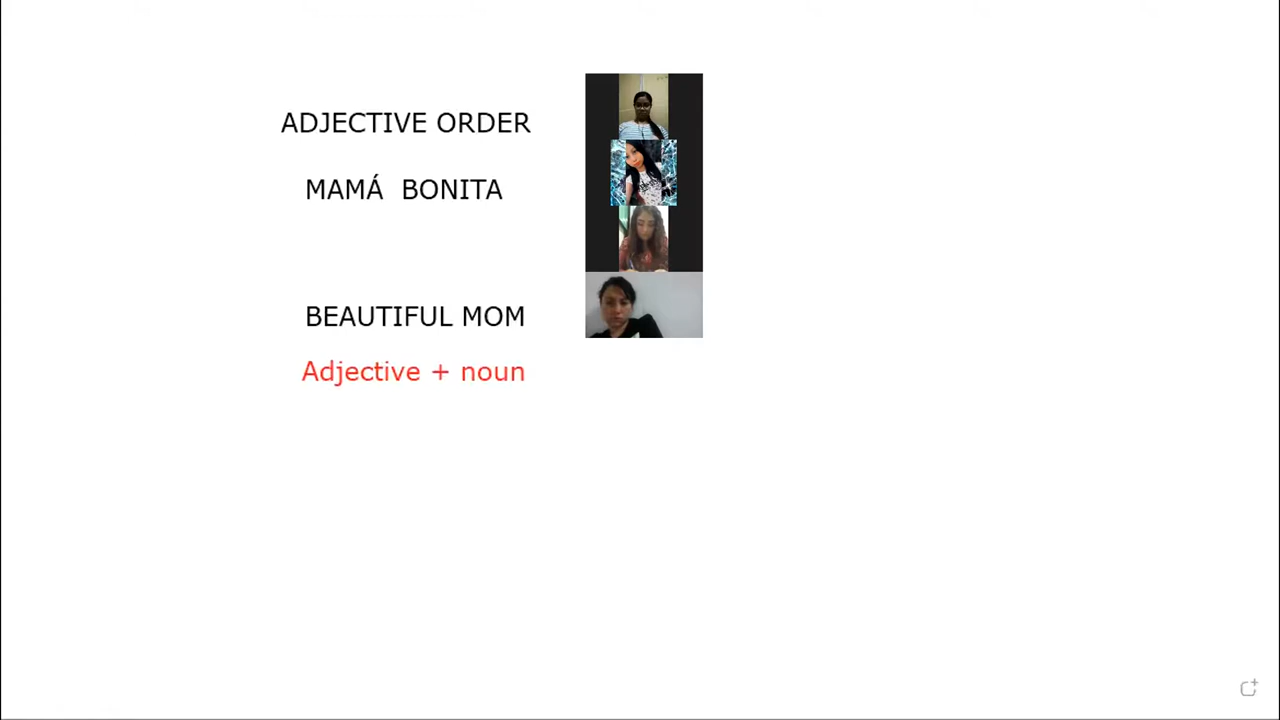 ADJECTIVE ORDER
MAMÁ BONITA
BEAUTIFUL MOM
Adjective + noun